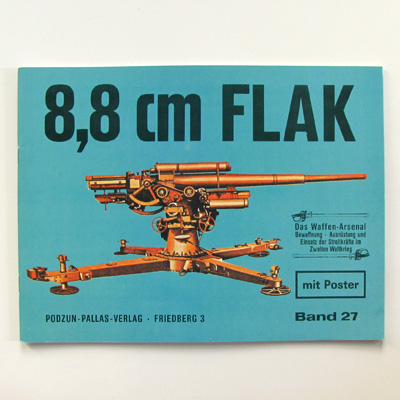 8,8 cm FLAK
Das Waffen-Arsenal
Bewaffnung · Ausrüstung und
Einsatz der Streitkräfte im
Zweiten Weltkrieg
mit Poster
PODZUN-PALLAS-VERLAG · FRIEDBERG 3
Band 27